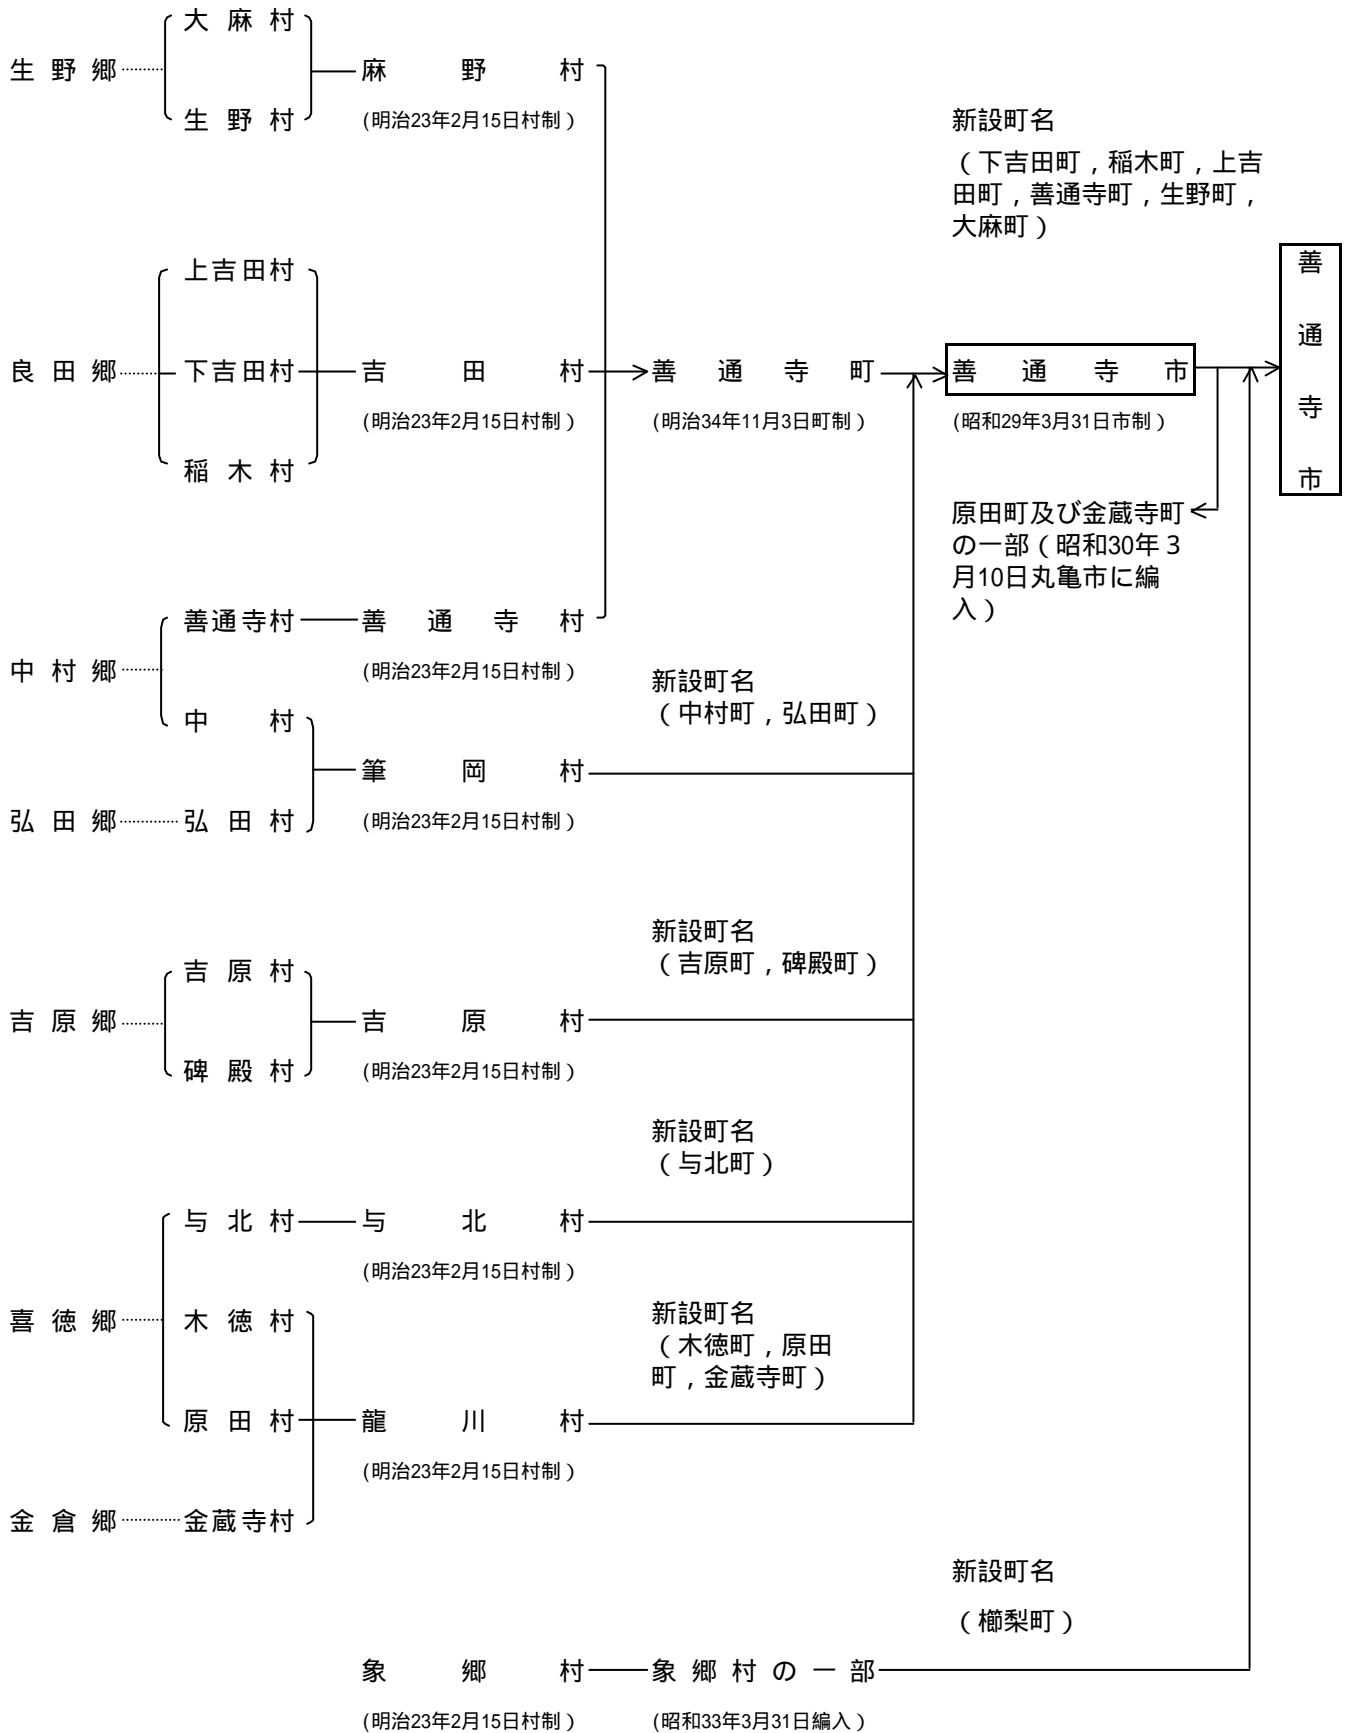 大麻村
生野郷
麻野村
生野村
(明治23年2月15日村制)
新設町名
(下吉田町,稲木町,上吉
田町,善通寺町,生野町,
大麻町)
上吉田村
良田郷
下吉田村
吉田村
善通寺町
善通寺市
善通寺市
(明治23年2月15日村制)
(明治34年11月3日町制)
(昭和29年3月31日市制)
稲木村
原田町及び金蔵寺町
の一部(昭和30年3
月10日丸亀市に編
入)
善通寺村
善通寺村
(明治23年2月15日村制)
中村郷
新設町名
(中村町,弘田町)
中村
筆岡村
弘田郷
弘田村
(明治23年2月15日村制)
新設町名
(吉原町,碑殿町)
吉原村
吉原郷
吉原村
碑殿村
(明治23年2月15日村制)
新設町名
(与北町)
与北村
与北村
(明治23年2月15日村制)
喜徳郷
木徳村
新設町名
(木徳町,原田
町,金蔵寺町)
原田村
龍川村
(明治23年2月15日村制)
金倉郷
金蔵寺村
新設町名
(櫛梨町)
象郷村
象郷村の一部
(明治23年2月15日村制)
(昭和33年3月31日編入)